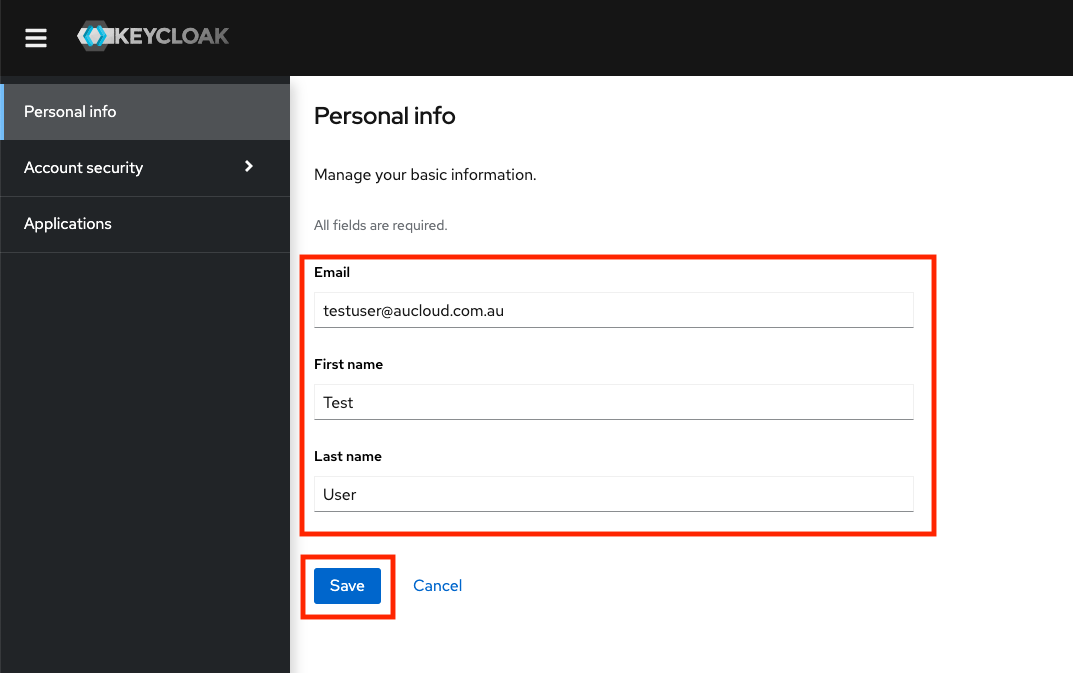 KEYCLOAK
Personal info
Account security
Applications
Personal info
Manage your basic information.
All fields are required.
Email
testuser@aucloud.com.au
First name
Test
Last name
User
Save
Cancel